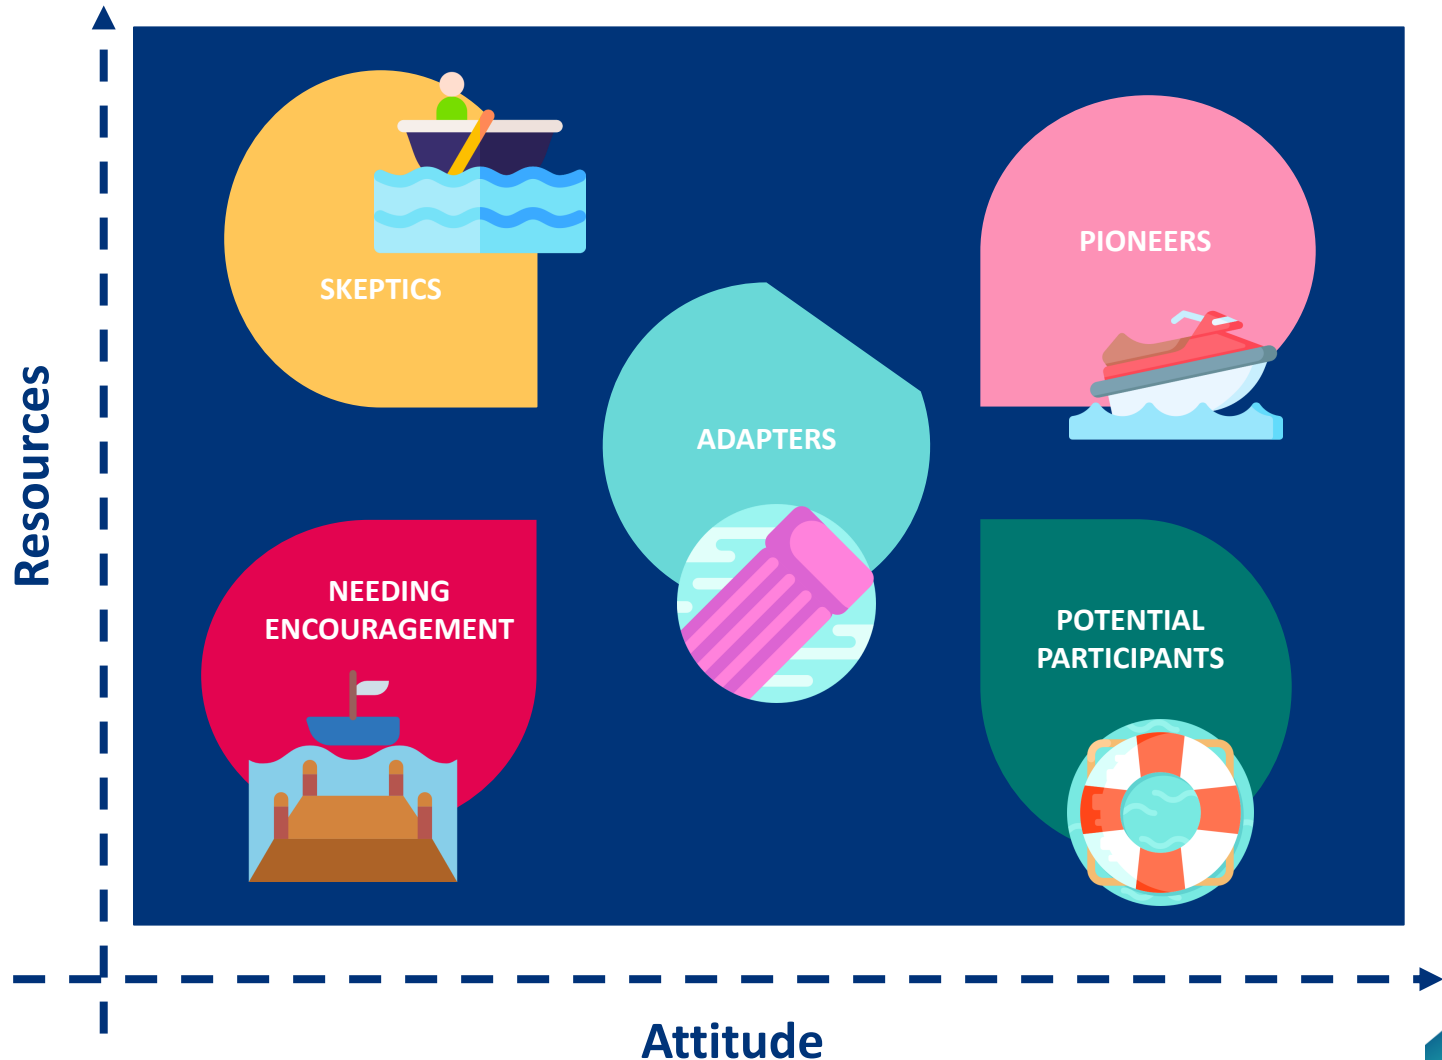 SKEPTICS
PIONEERS
ADAPTERS
NEEDING
ENCOURAGEMENT
POTENTIAL
PARTICIPANTS
Resources
Attitude